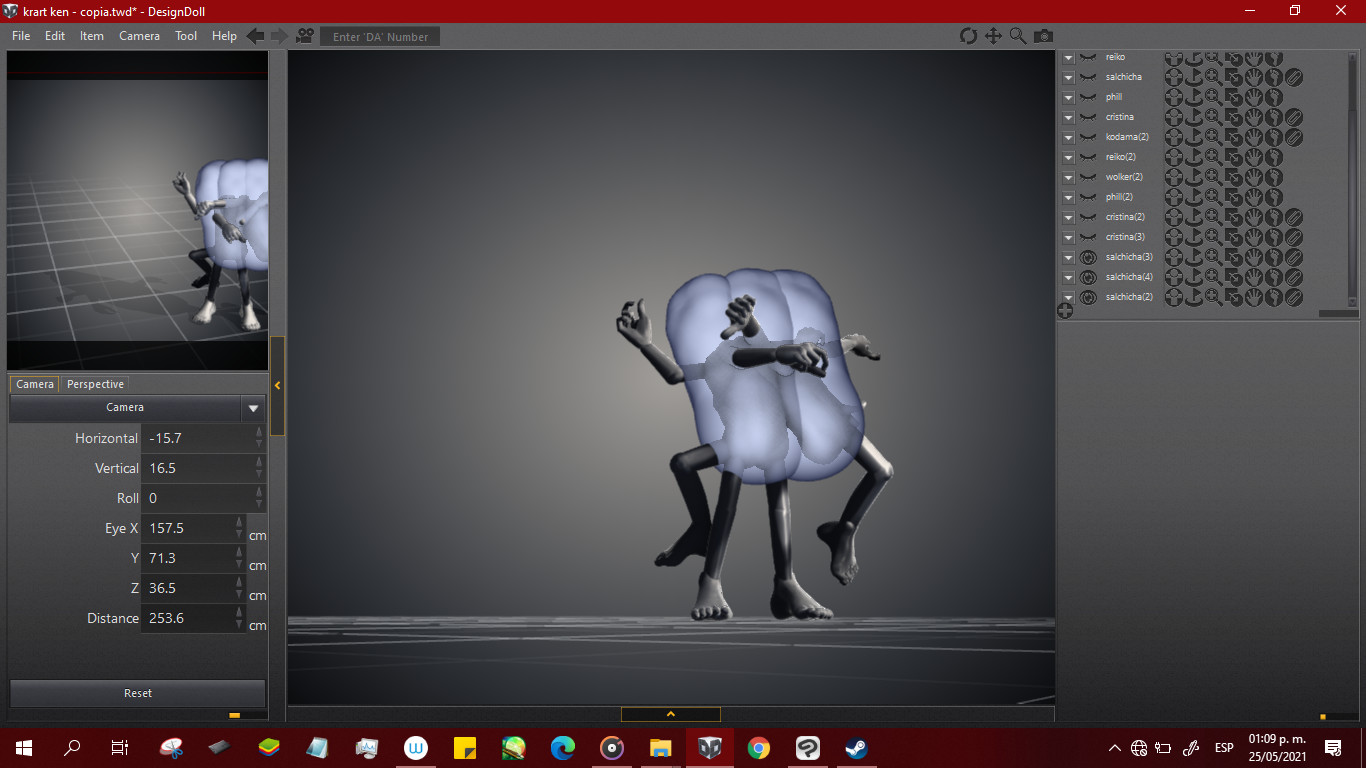 krart ken - copia.twd* - DesignDoll
File Edit Item Camera Tool Help Enter 'DA' Number
reiko
salchicha
phill
cristina
kodama(2)
reiko(2)
wolker(2)
phill(2)
cristina(2)
cristina(3)
salchicha(3)
salchicha(4)
salchicha(2)
Camera Perspective
Camera
Horizontal -15.7
Vertical 16.5
Roll 0
Eye X 157.5 cm
Y 71.3 cm
Z 36.5 cm
Distance 253.6 cm
Reset
ESP
01:09 p. m.
25/05/2021